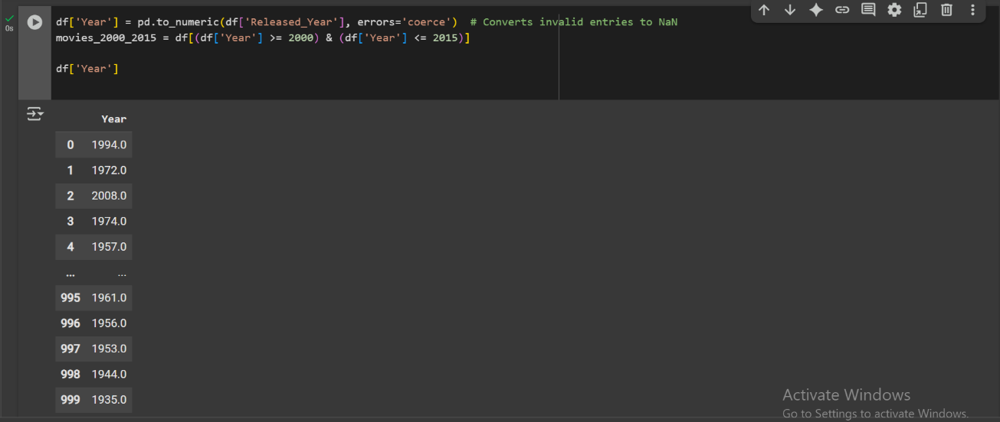 0s
df['Year'] = pd.to_numeric(df['Released_Year'], errors='coerce')  # Converts invalid entries to NaN
movies_2000_2015 = df[(df['Year'] >= 2000) & (df['Year'] <= 2015)]
df['Year']
Year
0 1994.0
1 1972.0
2 2008.0
3 1974.0
4 1957.0
... ...
995 1961.0
996 1956.0
997 1953.0
998 1944.0
999 1935.0
Activate Windows
Go to Settings to activate Windows.